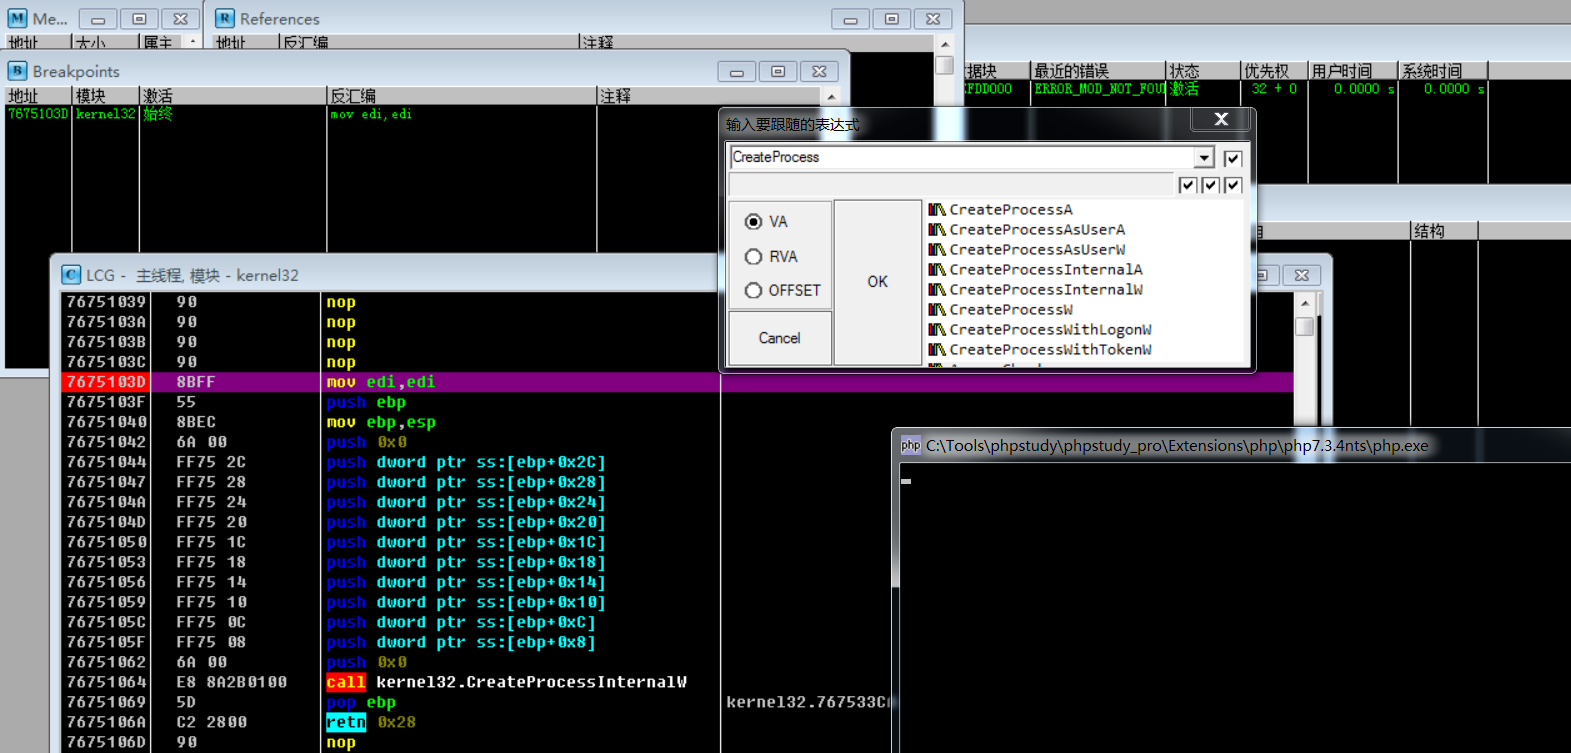 M Me...
地址 大小 属主
R References
地址 反汇编 注释
B Breakpoints
地址 模块 激活 反汇编 注释
7675103D kernel32 始终 mov edi,edi
据块 最近的错误 状态 优先权 用户时间 系统时间
FDD000 ERROR_MOD_NOT_FOU 激活 32 + 0 0.0000 s 0.0000 s
结构
输入要跟随的表达式
CreateProcess
VA
RVA
OFFSET
OK
Cancel
CreateProcessA
CreateProcessAsUserA
CreateProcessAsUserW
CreateProcessInternalA
CreateProcessInternalW
CreateProcessW
CreateProcessWithLogonW
CreateProcessWithTokenW
C LCG - 主线程, 模块 - kernel32
76751039 90 nop
7675103A 90 nop
7675103B 90 nop
7675103C 90 nop
7675103D 8BFF mov edi,edi
7675103F 55 push ebp
76751040 8BEC mov ebp,esp
76751042 6A 00 push 0x0
76751044 FF75 2C push dword ptr ss:[ebp+0x2C]
76751047 FF75 28 push dword ptr ss:[ebp+0x28]
7675104A FF75 24 push dword ptr ss:[ebp+0x24]
7675104D FF75 20 push dword ptr ss:[ebp+0x20]
76751050 FF75 1C push dword ptr ss:[ebp+0x1C]
76751053 FF75 18 push dword ptr ss:[ebp+0x18]
76751056 FF75 14 push dword ptr ss:[ebp+0x14]
76751059 FF75 10 push dword ptr ss:[ebp+0x10]
7675105C FF75 0C push dword ptr ss:[ebp+0xC]
7675105F FF75 08 push dword ptr ss:[ebp+0x8]
76751062 6A 00 push 0x0
76751064 E8 8A2B0100 call kernel32.CreateProcessInternalW
76751069 5D pop ebp kernel32.767533C
7675106A C2 2800 retn 0x28
7675106D 90 nop
php C:\Tools\phpstudy\phpstudy_pro\Extensions\php\php7.3.4nts\php.exe